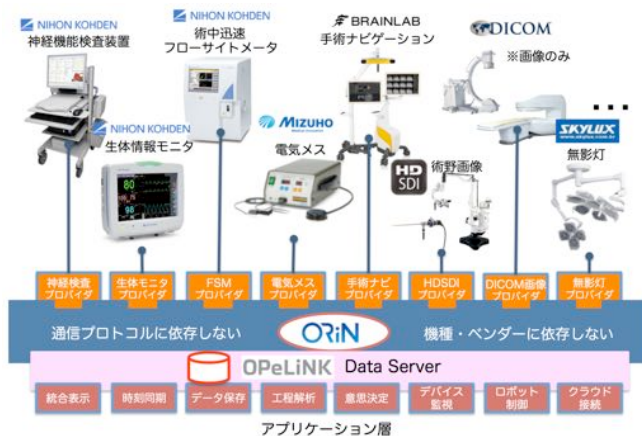 NIHON KOHDEN
神経機能検査装置
NIHON KOHDEN
術中迅速
フローサイトメータ
BRAINLAB
手術ナビゲーション
DICOM
※画像のみ
NIHON KOHDEN
生体情報モニタ
MIZUHO
電気メス
HD
SDI
術野画像
...
SKYLUX
www.skylux.com.br
無影灯
80
98
神経検査
プロバイダ
生体モニタ
プロバイダ
FSM
プロバイダ
電気メス
プロバイダ
手術ナビ
プロバイダ
HDSDI
プロバイダ
DICOM画像
プロバイダ
無影灯
プロバイダ
通信プロトコルに依存しない
ORiN
機種・ベンダーに依存しない
OPeLiNK Data Server
統合表示
時刻同期
データ保存
工程解析
意思決定
デバイス
監視
ロボット
制御
クラウド
接続
アプリケーション層